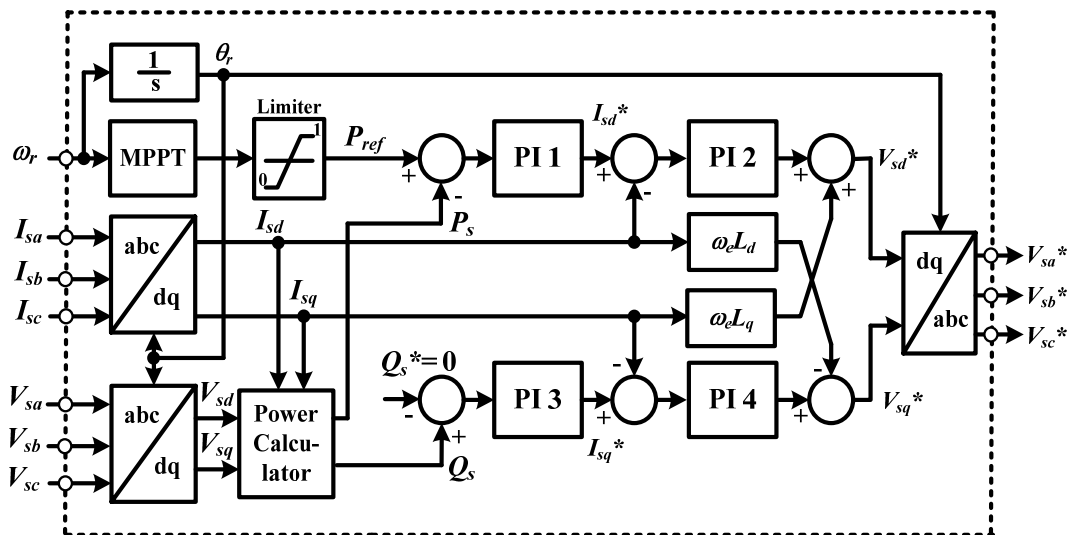 θr
1
s
Limiter
1
0
Pref
Isd*
ωr
MPPT
+
-
PI 1
+
-
PI 2
+
+
Vsd*
Isa
Isb
Isc
abc
dq
Isd
Ps
ωeLd
Isq
ωeLq
dq
abc
Vsa*
Vsb*
Vsc*
Qs*=0
Vsa
Vsb
Vsc
abc
dq
Vsd
Vsq
Power
Calcu-
lator
-
+
Qs
PI 3
-
+
Isq*
PI 4
-
+
Vsq*